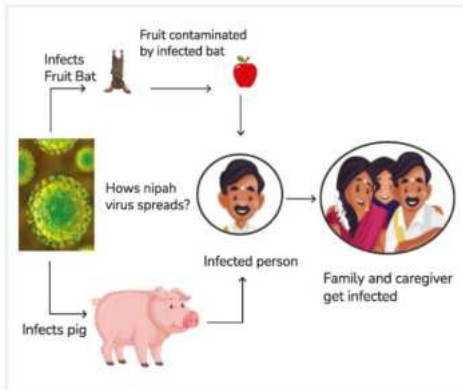 Fruit contaminated
by infected bat
Infects
Fruit Bat
Hows nipah
virus spreads?
Infected person
Family and caregiver
get infected
Infects pig